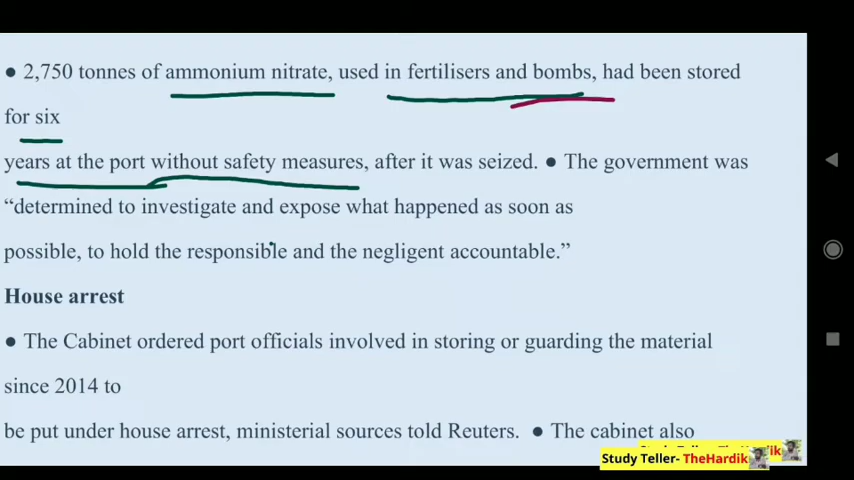 ● 2,750 tonnes of ammonium nitrate, used in fertilisers and bombs, had been stored
for six
years at the port without safety measures, after it was seized. ● The government was
“determined to investigate and expose what happened as soon as
possible, to hold the responsible and the negligent accountable.”
House arrest
● The Cabinet ordered port officials involved in storing or guarding the material
since 2014 to
be put under house arrest, ministerial sources told Reuters. ● The cabinet also
Study Teller- TheHardik